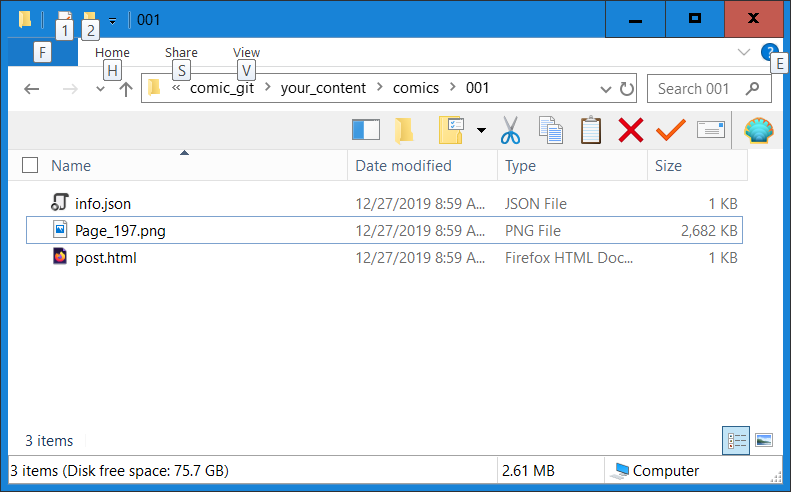 1 2 001
F Home Share View ?
H S V E
« comic_git > your_content > comics > 001 Search 001
Name Date modified Type Size
info.json 12/27/2019 8:59 A... JSON File 1 KB
Page_197.png 12/27/2019 8:59 A... PNG File 2,682 KB
post.html 12/27/2019 8:59 A... Firefox HTML Doc... 1 KB
3 items
3 items (Disk free space: 75.7 GB) 2.61 MB Computer